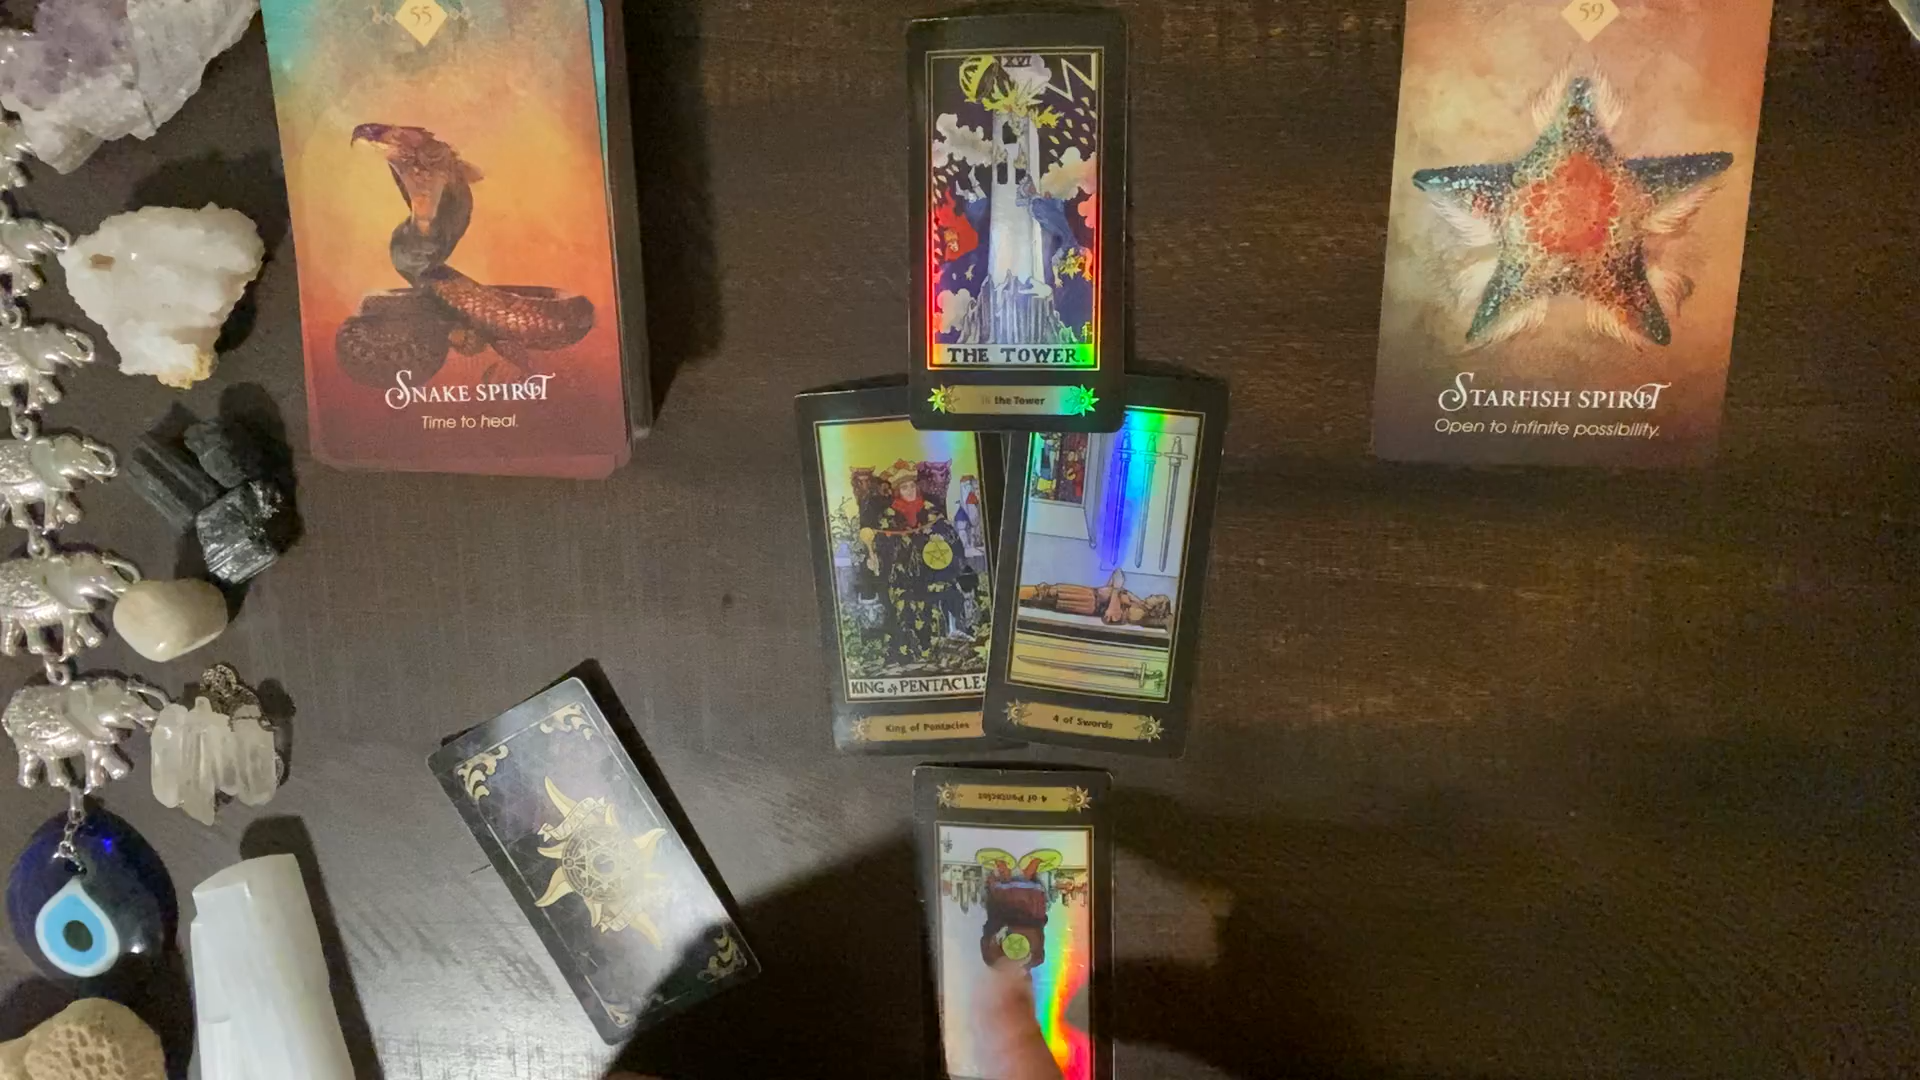 55
SNAKE SPIRIT
Time to heal.
XVI
THE TOWER.
the Tower
59
STARFISH SPIRIT
Open to infinite possibility.
KING of PENTACLES
King of Pentacles
4 of Swords
4 of Pentacles